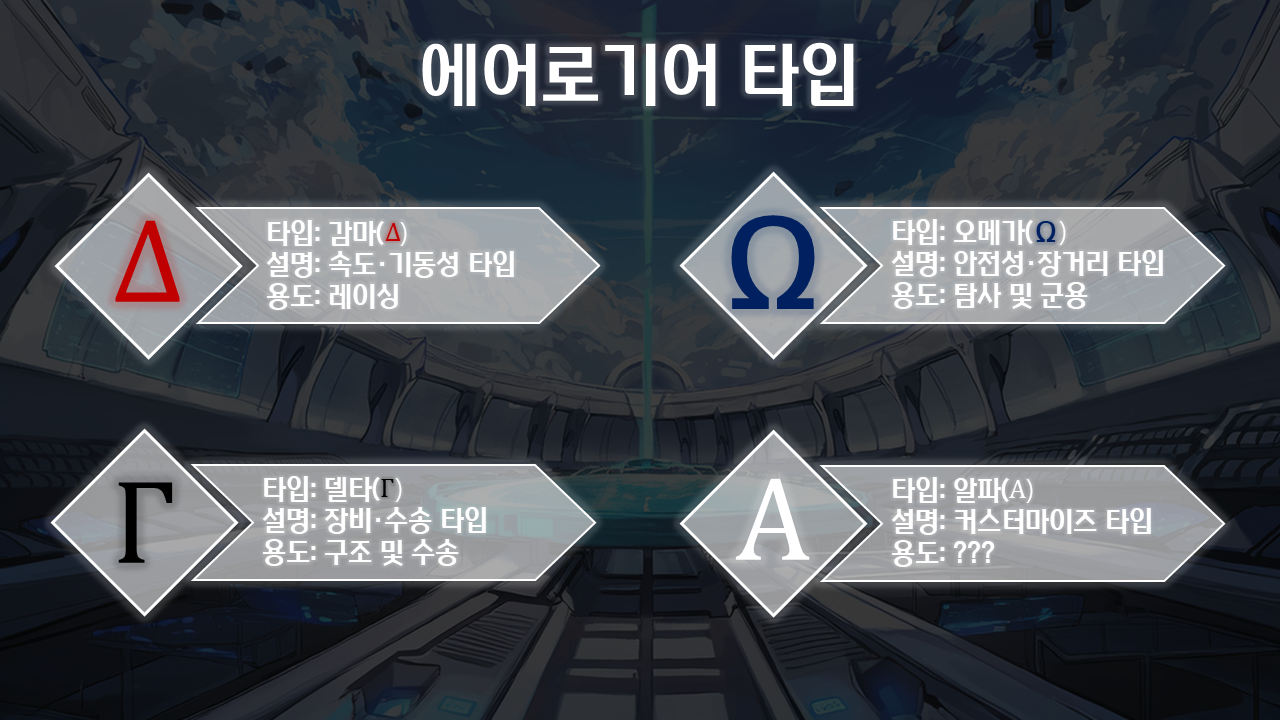 에어로기어 타입
Δ
타입: 감마(Δ)
설명: 속도·기동성 타입
용도: 레이싱
Ω
타입: 오메가(Ω)
설명: 안전성·장거리 타입
용도: 탐사 및 군용
Γ
타입: 델타(Γ)
설명: 장비·수송 타입
용도: 구조 및 수송
A
타입: 알파(A)
설명: 커스터마이즈 타입
용도: ???